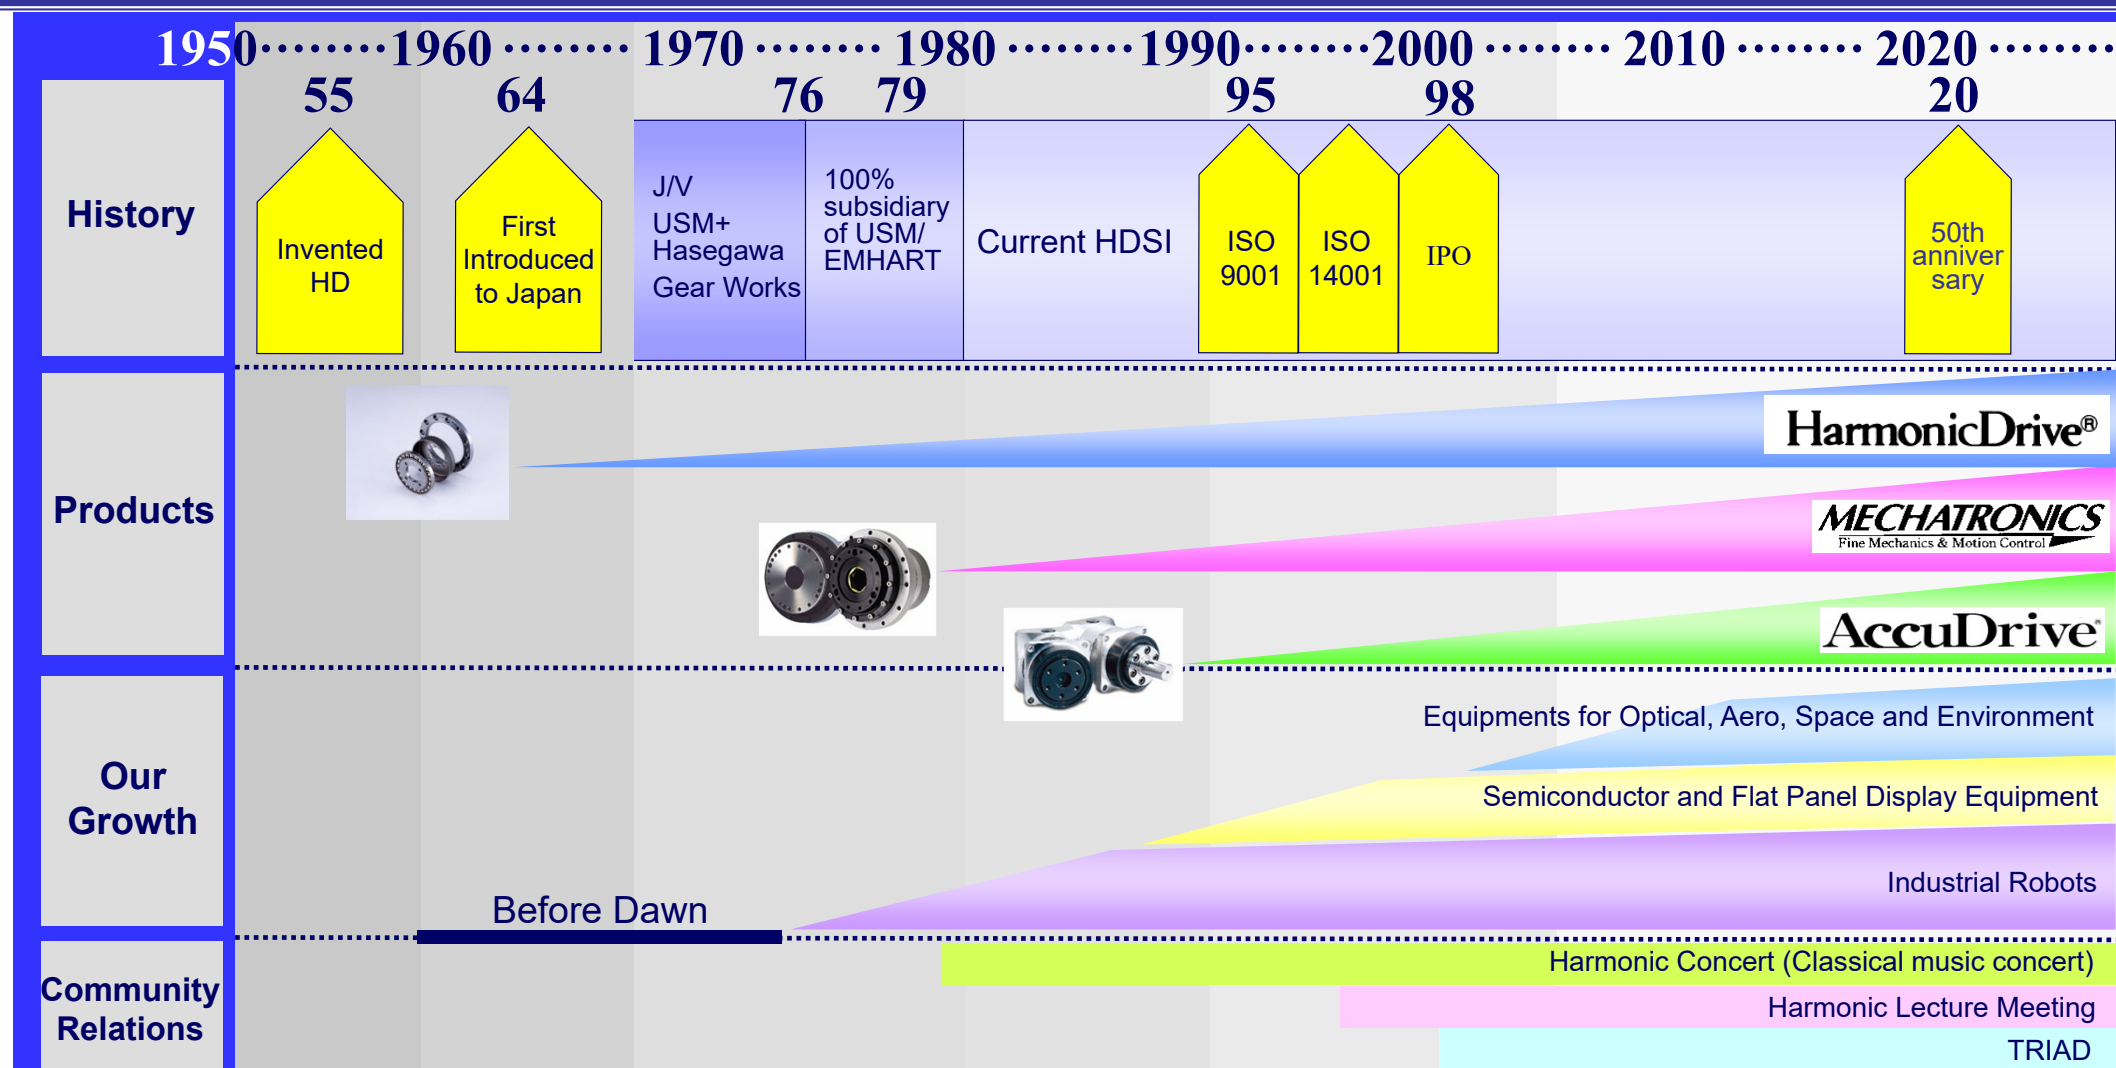 1950········1960 ········ 1970 ········ 1980 ········1990········2000 ········ 2010 ········ 2020 ········
55 64 76 79 95 98 20
History
Invented
HD
First
Introduced
to Japan
J/V
USM+
Hasegawa
Gear Works
100%
subsidiary
of USM/
EMHART
Current HDSI
ISO
9001
ISO
14001
IPO
50th
anniver
sary
Products
HarmonicDrive®
MECHATRONICS
Fine Mechanics & Motion Control
AccuDrive®
Our
Growth
Equipments for Optical, Aero, Space and Environment
Semiconductor and Flat Panel Display Equipment
Industrial Robots
Before Dawn
Community
Relations
Harmonic Concert (Classical music concert)
Harmonic Lecture Meeting
TRIAD